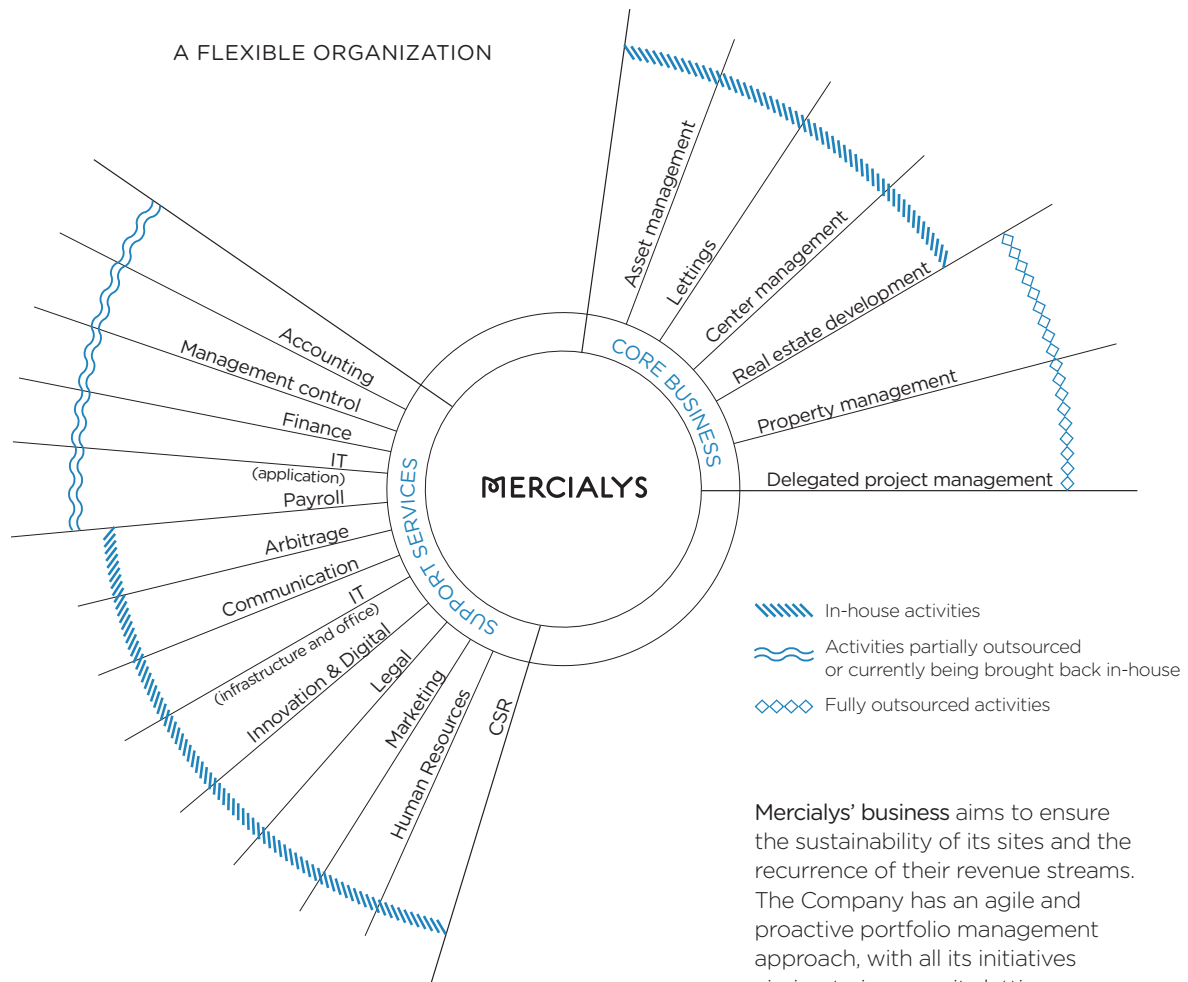 A FLEXIBLE ORGANIZATION
Asset management
Lettings
Center management
Real estate development
Property management
Delegated project management
CORE BUSINESS
MERCIALYS
SUPPORT SERVICES
Accounting
Management control
Finance
IT
(application)
Payroll
Arbitrage
Communication
IT
(infrastructure and office)
Innovation & Digital
Legal
Marketing
Human Resources
CSR
In-house activities
Activities partially outsourced
or currently being brought back in-house
Fully outsourced activities
Mercialys’ business aims to ensure
the sustainability of its sites and the
recurrence of their revenue streams.
The Company has an agile and
proactive portfolio management
approach, with all its initiatives